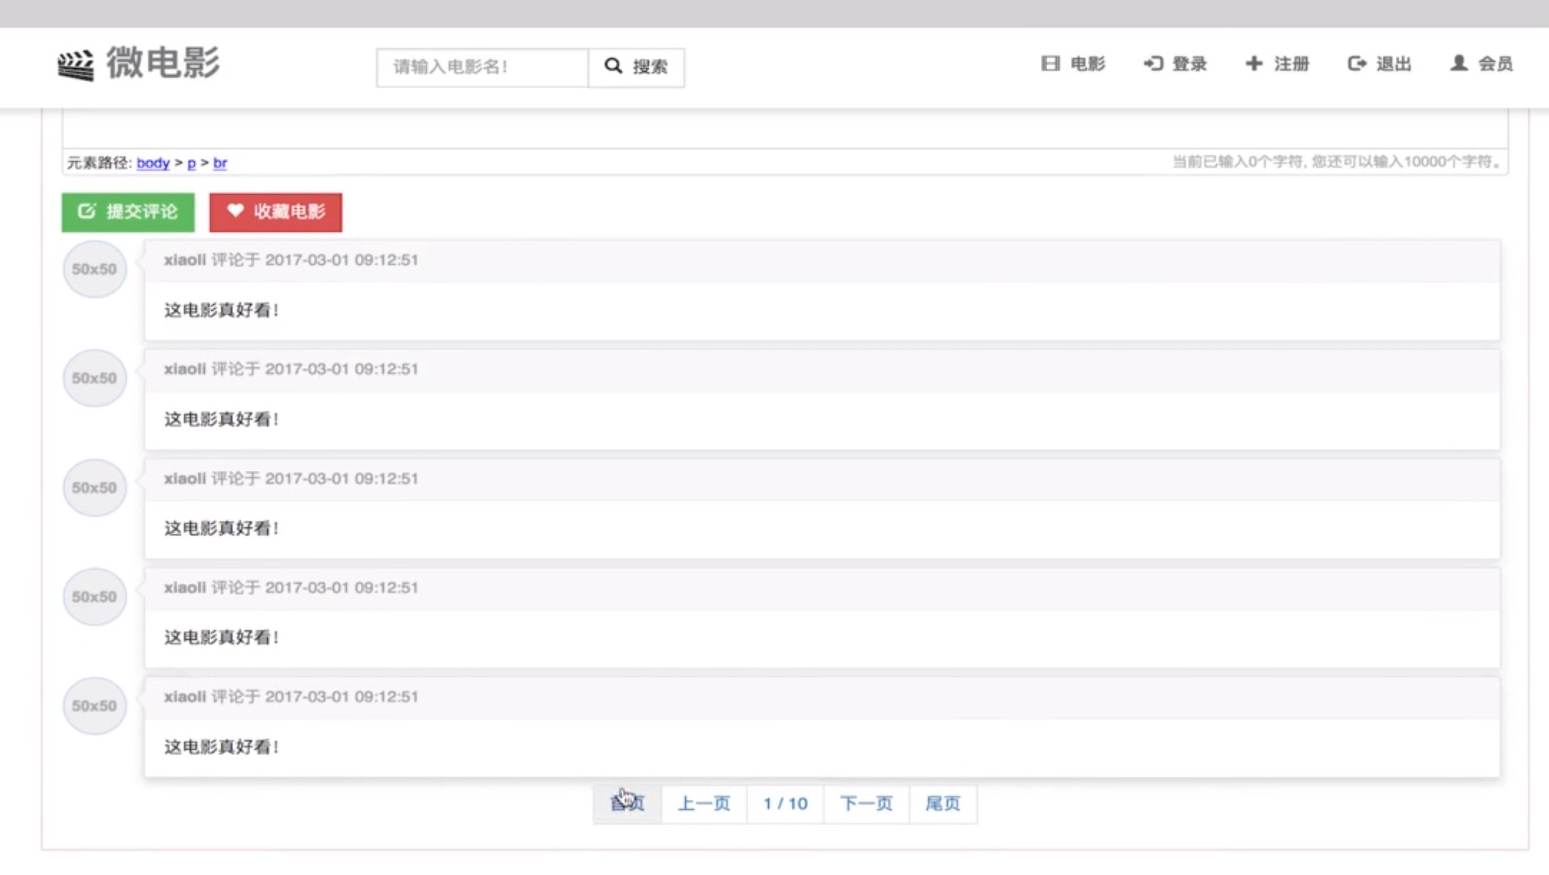 微电影
请输入电影名!
搜索
电影 登录 注册 退出 会员
元素路径: body > p > br
当前已输入0个字符, 您还可以输入10000个字符。
提交评论 收藏电影
50x50
xiaoli 评论于 2017-03-01 09:12:51
这电影真好看!
50x50
xiaoli 评论于 2017-03-01 09:12:51
这电影真好看!
50x50
xiaoli 评论于 2017-03-01 09:12:51
这电影真好看!
50x50
xiaoli 评论于 2017-03-01 09:12:51
这电影真好看!
50x50
xiaoli 评论于 2017-03-01 09:12:51
这电影真好看!
首页 上一页 1 / 10 下一页 尾页